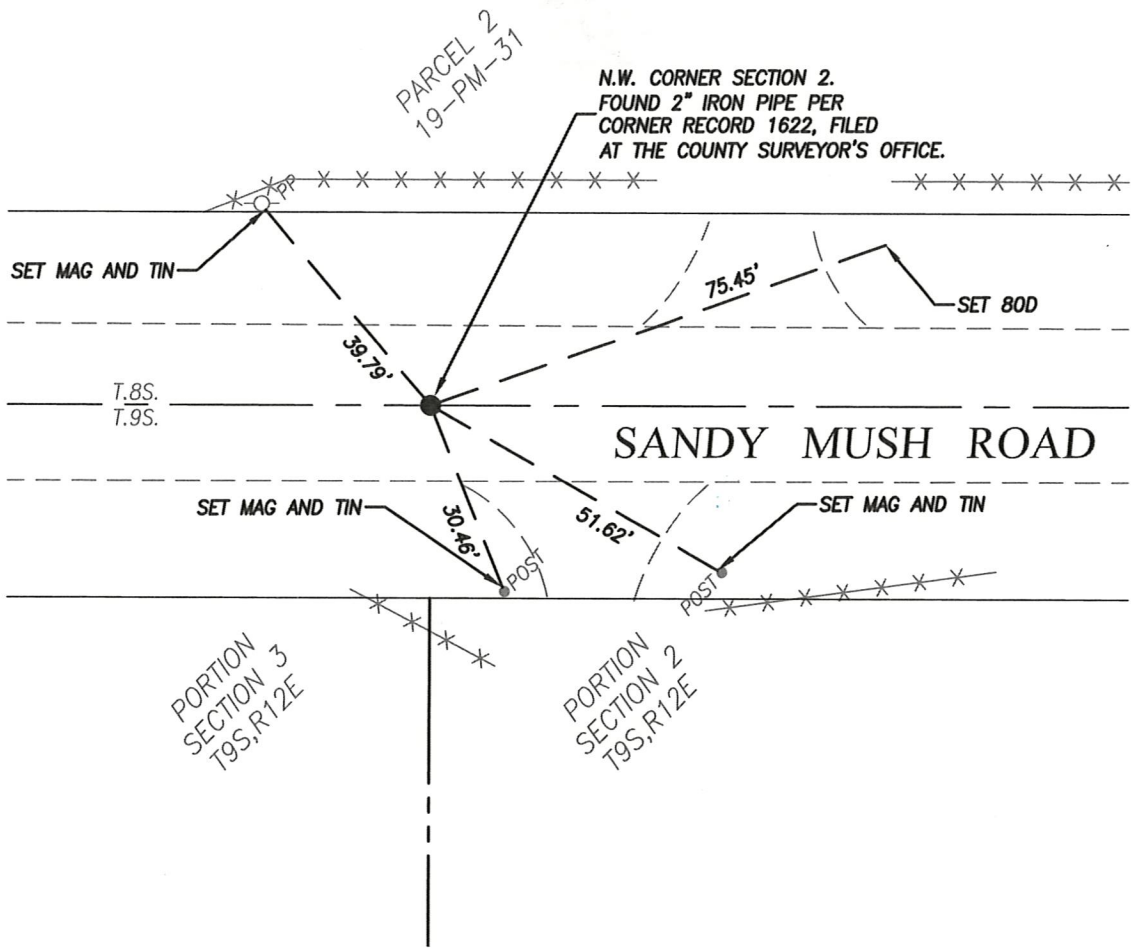 PARCEL 2
19-PM-31
N.W. CORNER SECTION 2.
FOUND 2" IRON PIPE PER
CORNER RECORD 1622, FILED
AT THE COUNTY SURVEYOR'S OFFICE.
PP
SET MAG AND TIN
75.45'
SET 80D
39.79'
T.8S.
T.9S.
SANDY MUSH ROAD
SET MAG AND TIN
30.46'
POST
51.62'
SET MAG AND TIN
POST
PORTION
SECTION 3
T9S,R12E
PORTION
SECTION 2
T9S,R12E